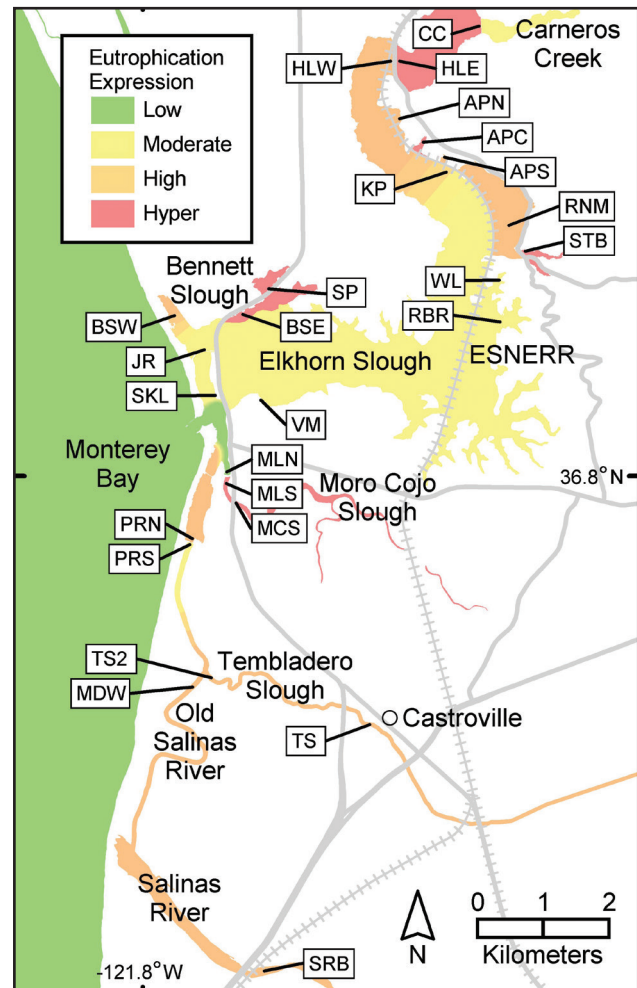 Eutrophication
Expression
Low
Moderate
High
Hyper
CC
Carneros
Creek
HLW
HLE
APN
APC
APS
KP
RNM
STB
Bennett
Slough
SP
WL
BSW
BSE
RBR
JR
Elkhorn Slough
ESNERR
SKL
VM
Monterey
Bay
MLN
36.8°N
MLS
Moro Cojo
Slough
MCS
PRN
PRS
TS2
Tembladero
Slough
MDW
Old
Salinas
River
TS
Castroville
Salinas
River
N
0 1 2
Kilometers
SRB
-121.8°W